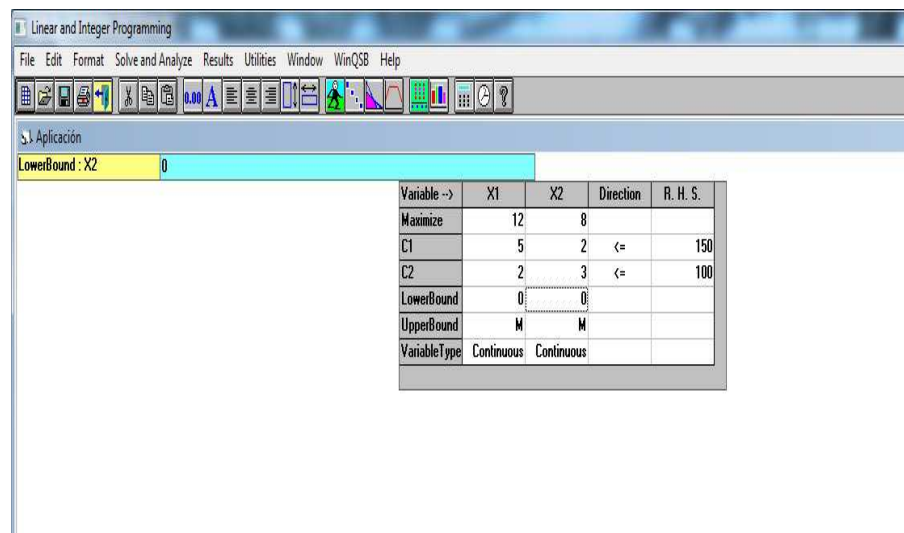 Linear and Integer Programming
File Edit Format Solve and Analyze Results Utilities Window WinQSB Help
0.00 A
Aplicación
LowerBound : X2 0
Variable --> X1 X2 Direction R. H. S.
Maximize 12 8
C1 5 2 <= 150
C2 2 3 <= 100
LowerBound 0 0
UpperBound M M
VariableType Continuous Continuous